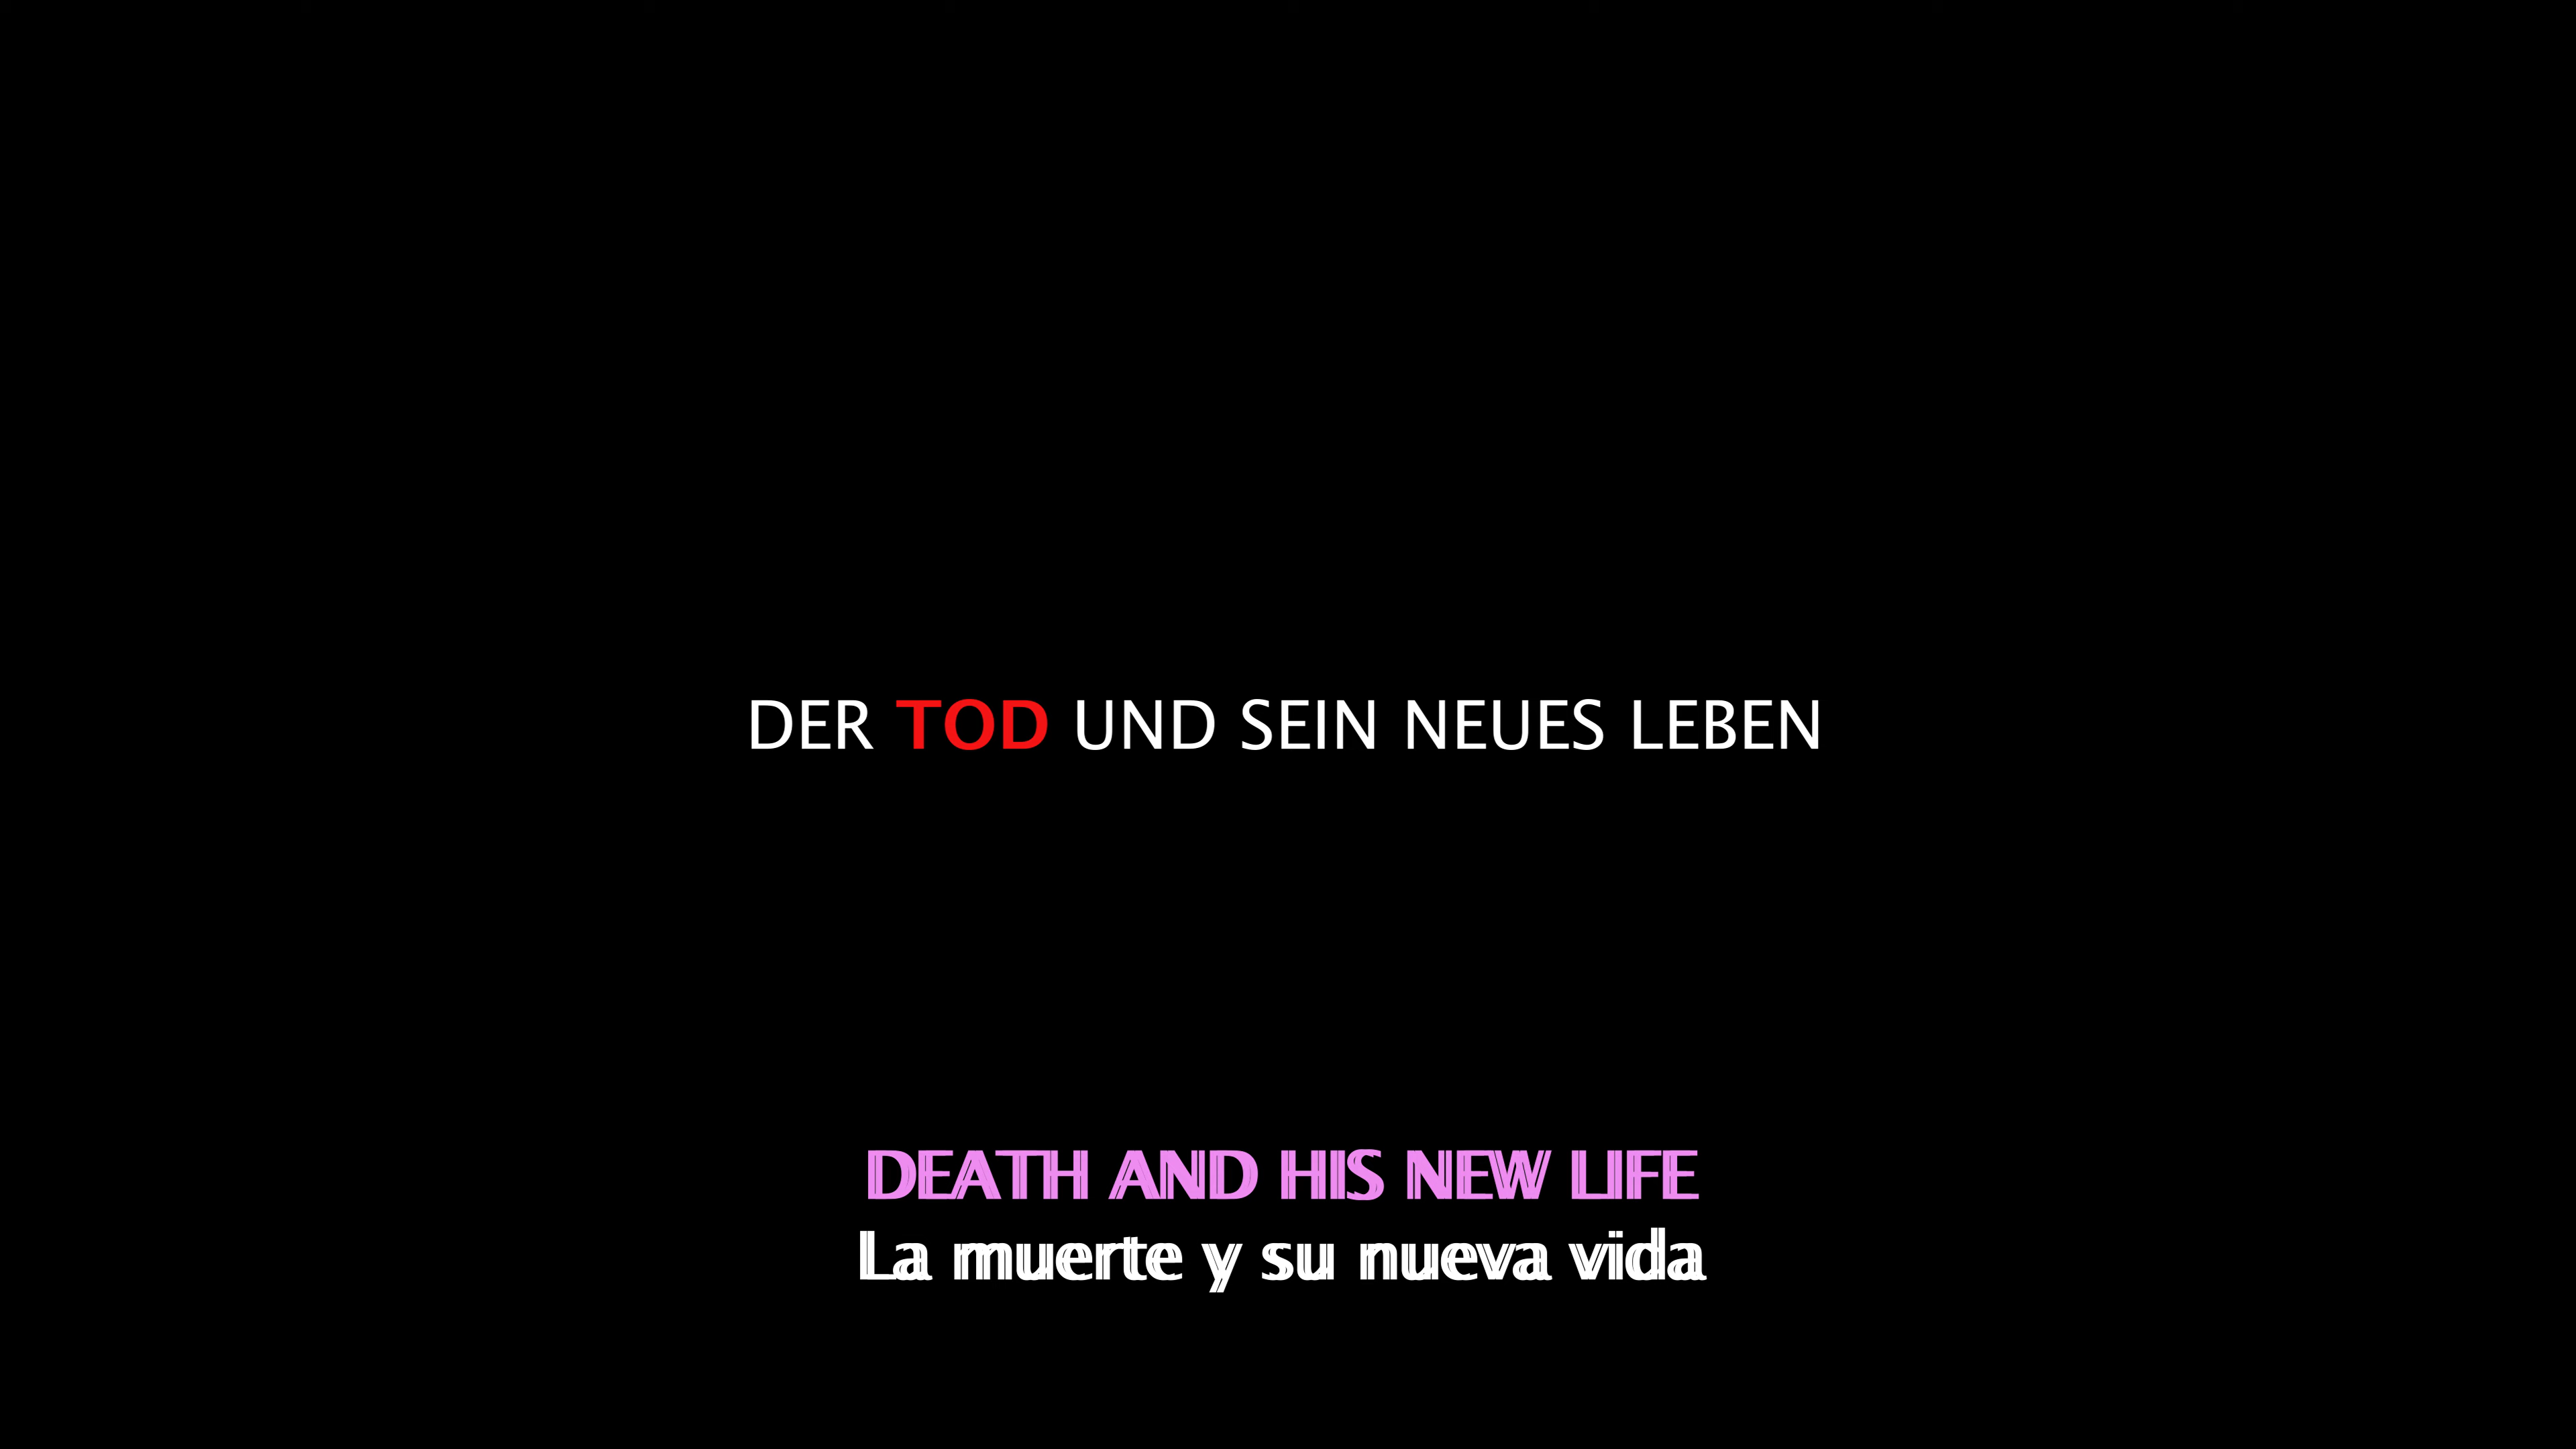 DER TOD UND SEIN NEUES LEBEN
DEATH AND HIS NEW LIFE
La muerte y su nueva vida